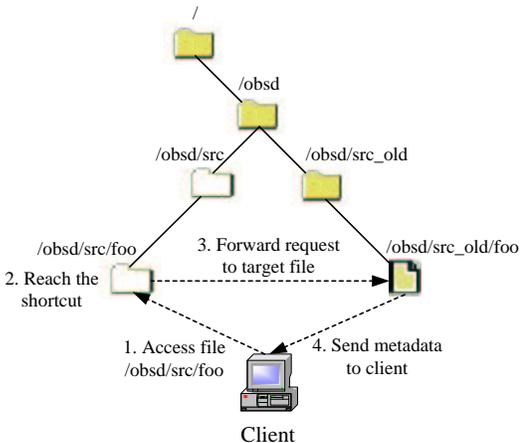 /
/obsd
/obsd/src
/obsd/src_old
/obsd/src/foo
3. Forward request
to target file
/obsd/src_old/foo
2. Reach the
shortcut
1. Access file
/obsd/src/foo
4. Send metadata
to client
Client